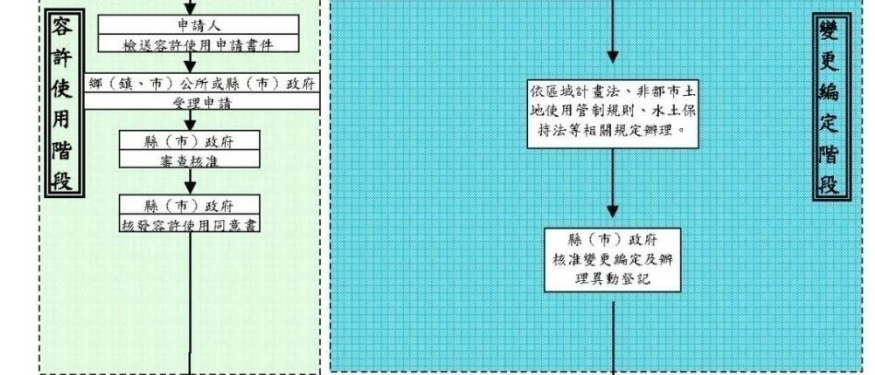 容許使用階段
申請人
檢送容許使用申請書件
鄉（鎮、市）公所或縣（市）政府
受理申請
縣（市）政府
審查核准
縣（市）政府
核發容許使用同意書
依區域計畫法、非都市土
地使用管制規則、水土保
持法等相關規定辦理。
縣（市）政府
核准變更編定及辦
理異動登記
變更編定階段